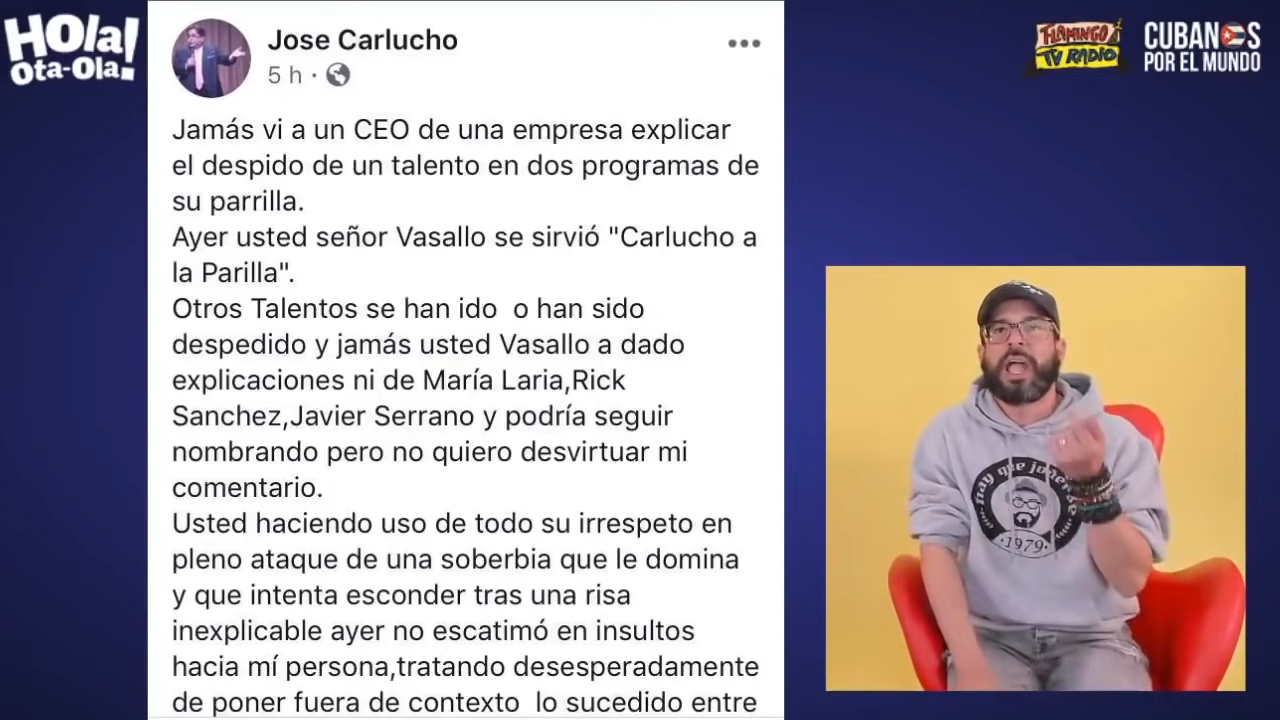 HOla!
Ota-Ola!
Jose Carlucho
5 h ·
Jamás vi a un CEO de una empresa explicar
el despido de un talento en dos programas de
su parrilla.
Ayer usted señor Vasallo se sirvió "Carlucho a
la Parilla".
Otros Talentos se han ido  o han sido
despedido y jamás usted Vasallo a dado
explicaciones ni de María Laria,Rick
Sanchez,Javier Serrano y podría seguir
nombrando pero no quiero desvirtuar mi
comentario.
Usted haciendo uso de todo su irrespeto en
pleno ataque de una soberbia que le domina
y que intenta esconder tras una risa
inexplicable ayer no escatimó en insultos
hacia mí persona,tratando desesperadamente
de poner fuera de contexto  lo sucedido entre
FLAMINGO
TV RADIO
CUBANOS
POR EL MUNDO
hay que joderse
·1979·